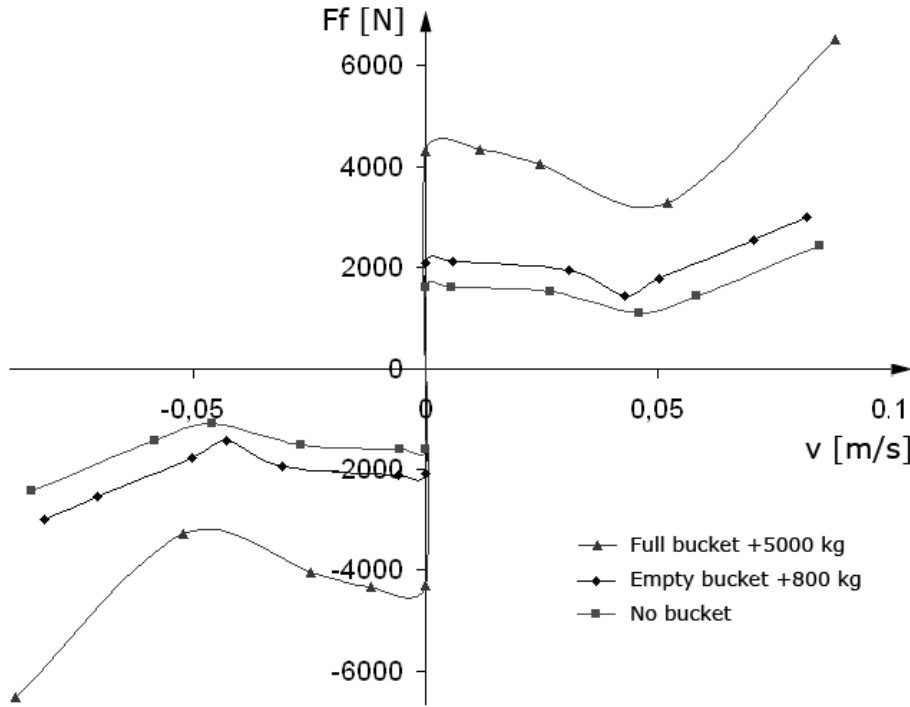 Ff [N]
6000
4000
2000
0
-0,05
0
0,05
0.1
v [m/s]
-2000
-4000
-6000
Full bucket +5000 kg
Empty bucket +800 kg
No bucket